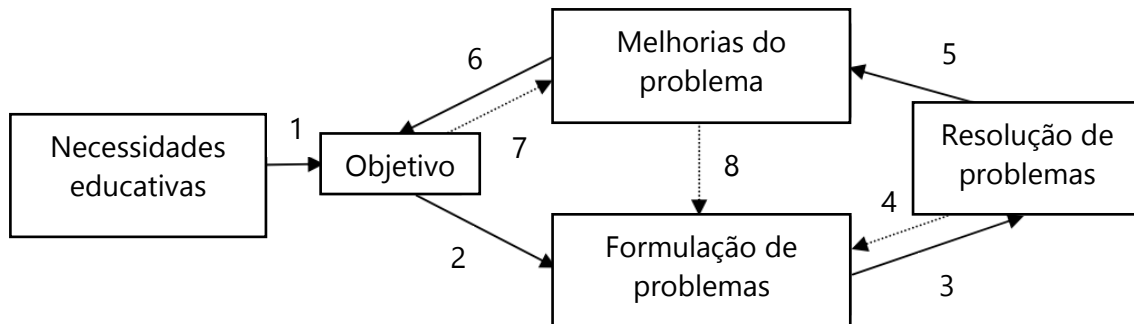 Melhorias do
problema
6
5
7
1
Necessidades
educativas
Objetivo
Resolução de
problemas
8
4
2
Formulação de
problemas
3